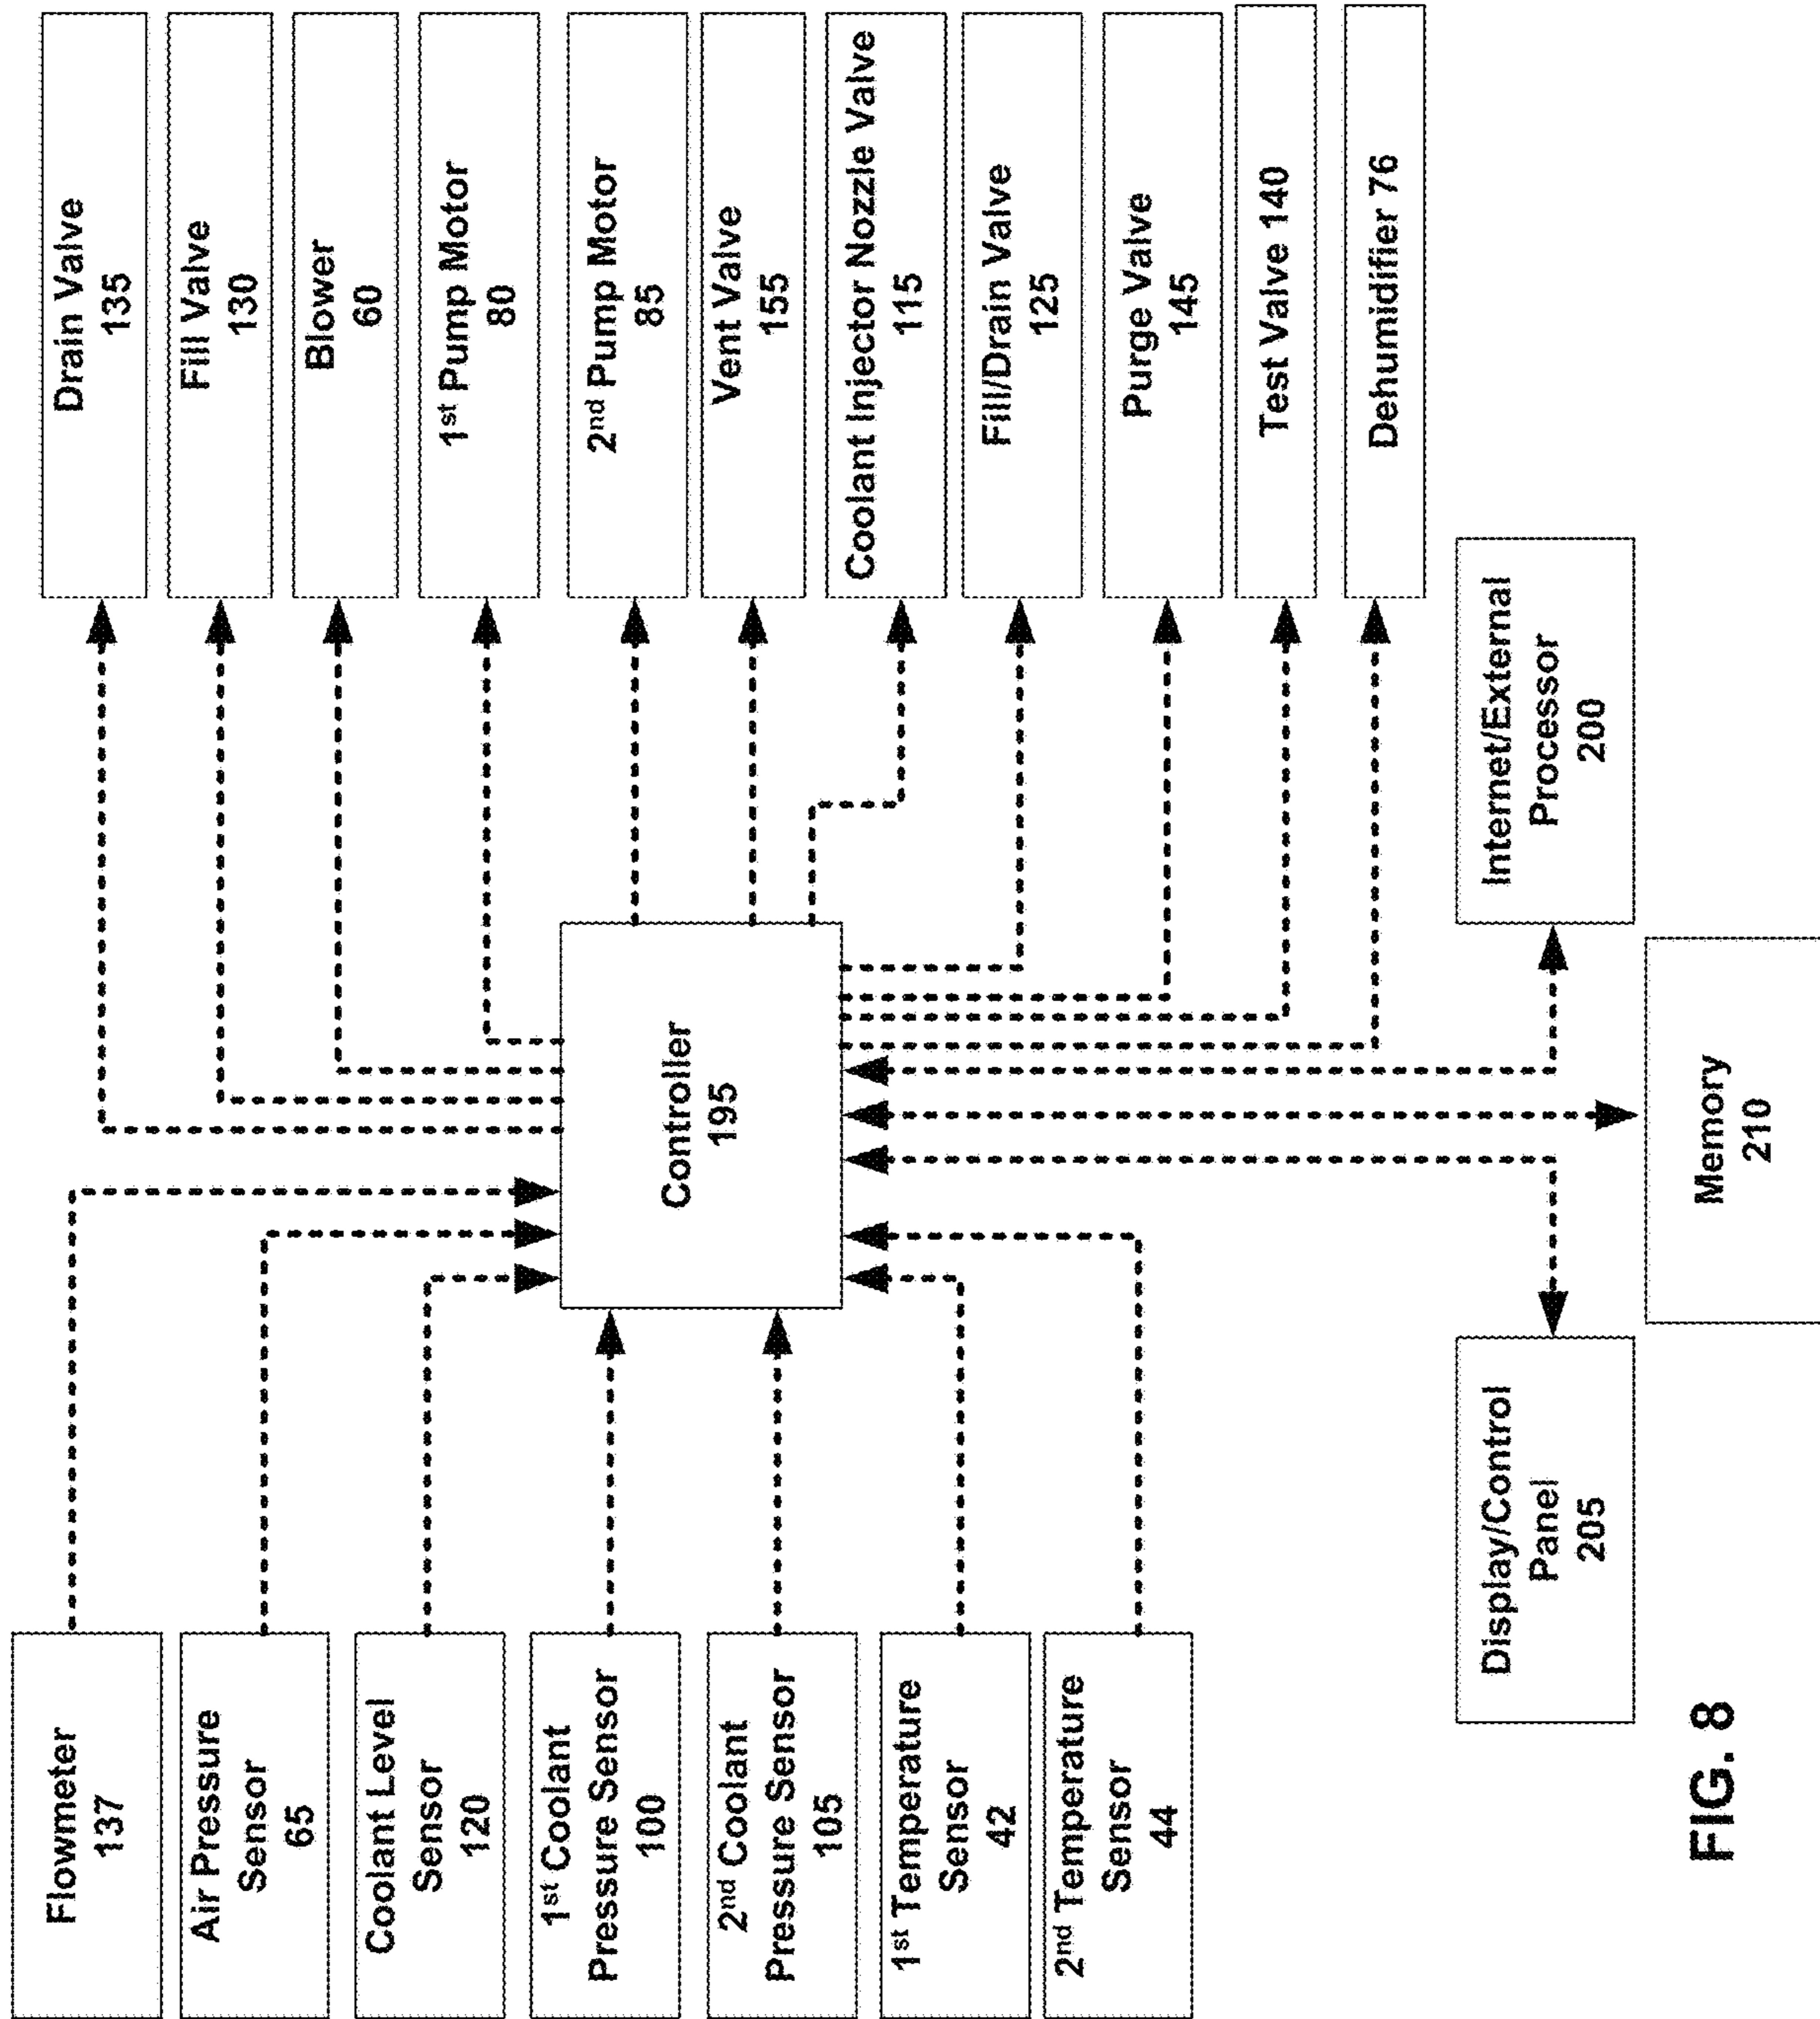 Flowmeter
137
Air Pressure
Sensor
65
Coolant Level
Sensor
120
1st Coolant
Pressure Sensor
100
2nd Coolant
Pressure Sensor
105
1st Temperature
Sensor
42
2nd Temperature
Sensor
44
Controller
195
Drain Valve
135
Fill Valve
130
Blower
60
1st Pump Motor
80
2nd Pump Motor
85
Vent Valve
155
Coolant Injector Nozzle Valve
115
Fill/Drain Valve
125
Purge Valve
145
Test Valve 140
Dehumidifier 76
Display/Control
Panel
205
Memory
210
Internet/External
Processor
200
FIG. 8